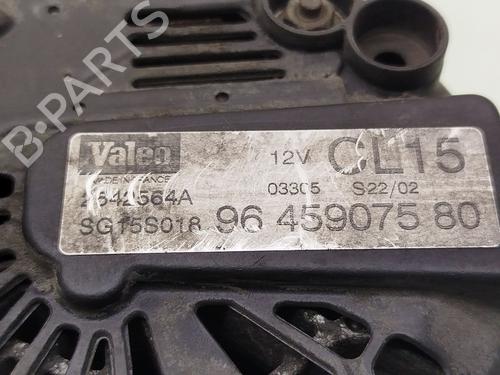 B-PARTS
Valeo 12V CL15
MADE IN FRANCE
2542564A 03305 S22/02
SG15S018 96 459075 80